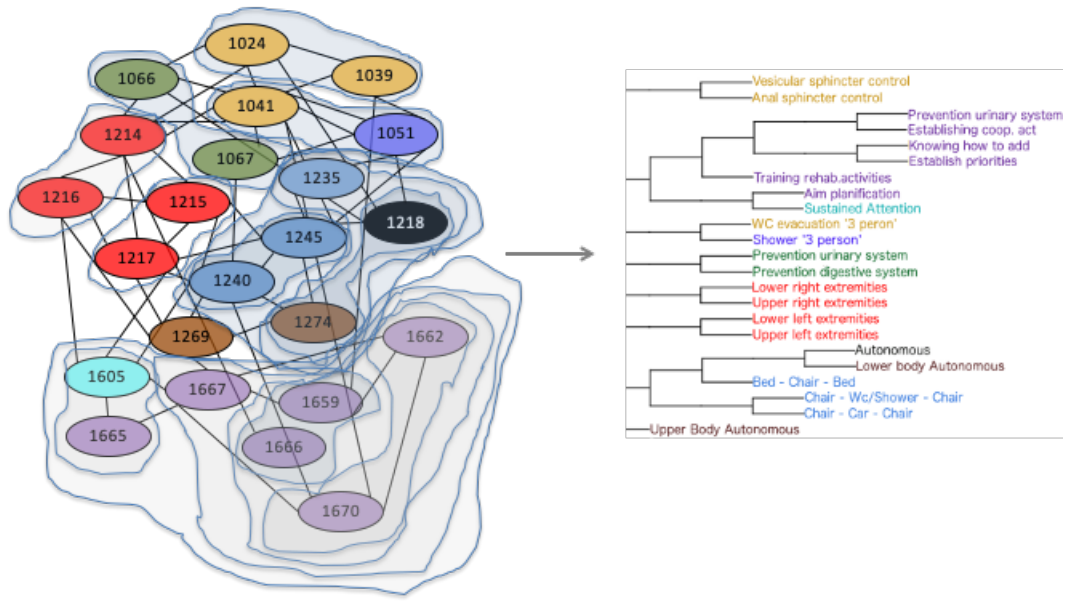 1024
1066
1039
1041
1214
1051
1067
1235
1216
1215
1218
1245
1217
1240
1274
1269
1662
1605
1667
1659
1665
1666
1670
Vesicular sphincter control
Anal sphincter control
Prevention urinary system
Establishing coop. act
Knowing how to add
Establish priorities
Training rehab.activities
Aim planification
Sustained Attention
WC evacuation '3 peron'
Shower '3 person'
Prevention urinary system
Prevention digestive system
Lower right extremities
Upper right extremities
Lower left extremities
Upper left extremities
Autonomous
Lower body Autonomous
Bed - Chair - Bed
Chair - Wc/Shower - Chair
Chair - Car - Chair
Upper Body Autonomous